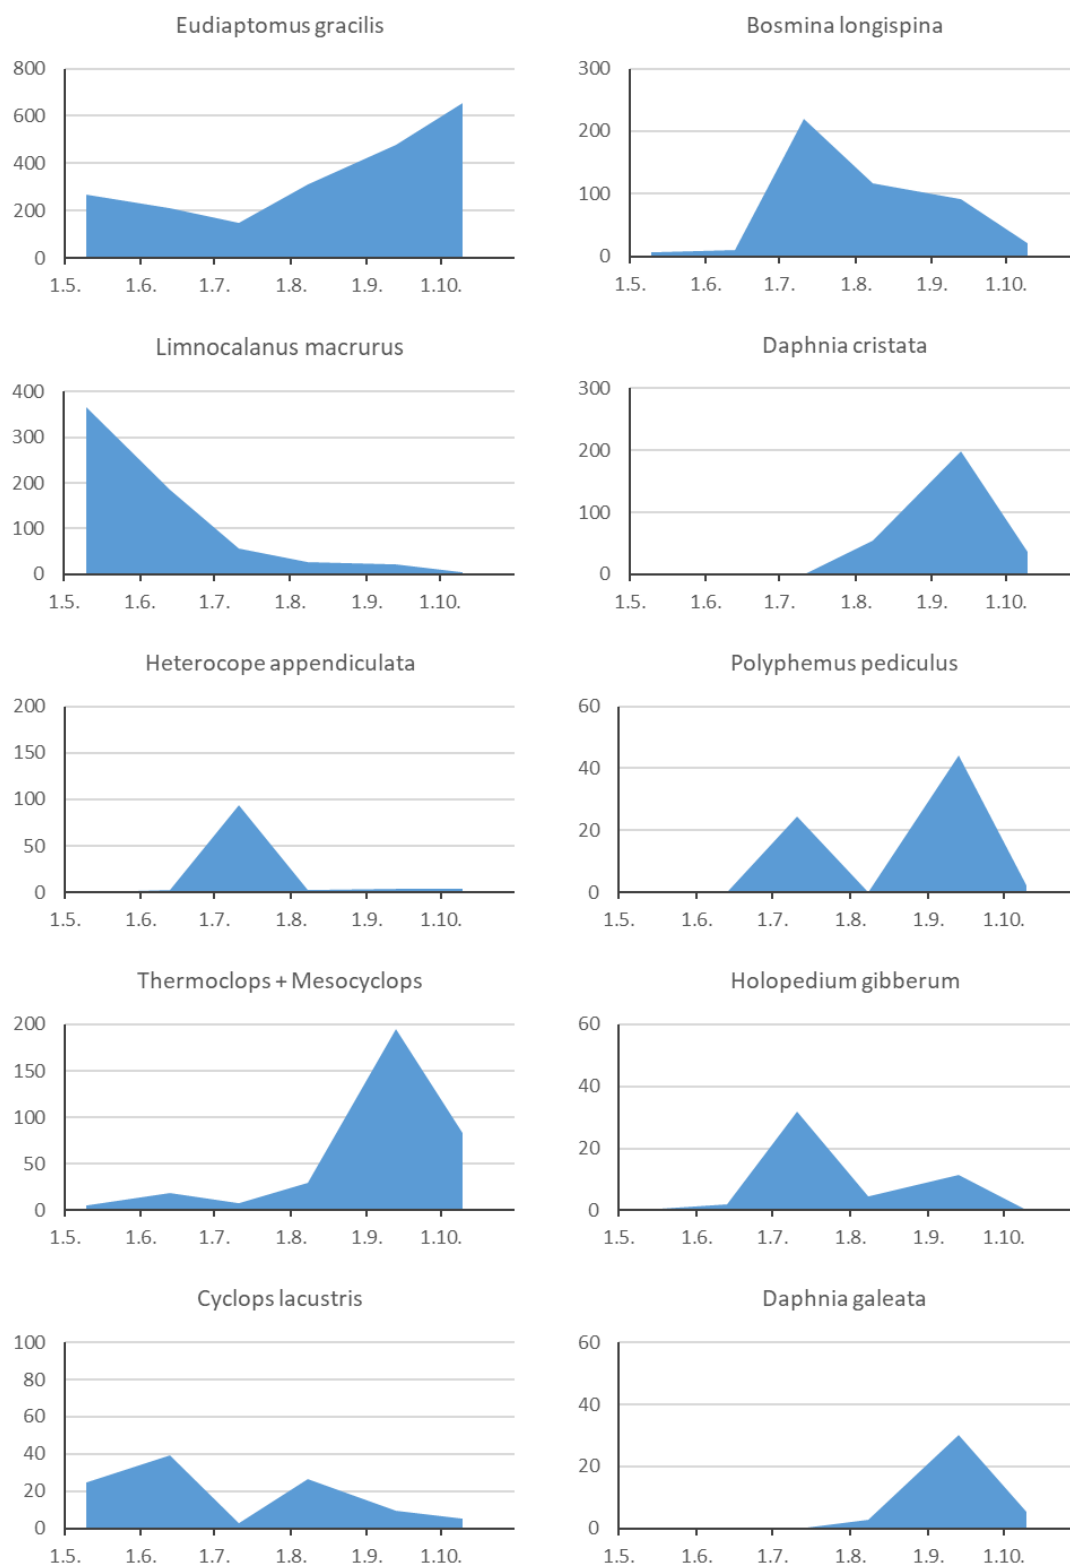 Eudiaptomus gracilis
800
600
400
200
0
1.5. 1.6. 1.7. 1.8. 1.9. 1.10.
Bosmina longispina
300
200
100
0
1.5. 1.6. 1.7. 1.8. 1.9. 1.10.
Limnocalanus macrurus
400
300
200
100
0
1.5. 1.6. 1.7. 1.8. 1.9. 1.10.
Daphnia cristata
300
200
100
0
1.5. 1.6. 1.7. 1.8. 1.9. 1.10.
Heterocope appendiculata
200
150
100
50
0
1.5. 1.6. 1.7. 1.8. 1.9. 1.10.
Polyphemus pediculus
60
40
20
0
1.5. 1.6. 1.7. 1.8. 1.9. 1.10.
Thermoclops + Mesocyclops
200
150
100
50
0
1.5. 1.6. 1.7. 1.8. 1.9. 1.10.
Holopedium gibberum
60
40
20
0
1.5. 1.6. 1.7. 1.8. 1.9. 1.10.
Cyclops lacustris
100
80
60
40
20
0
1.5. 1.6. 1.7. 1.8. 1.9. 1.10.
Daphnia galeata
60
40
20
0
1.5. 1.6. 1.7. 1.8. 1.9. 1.10.